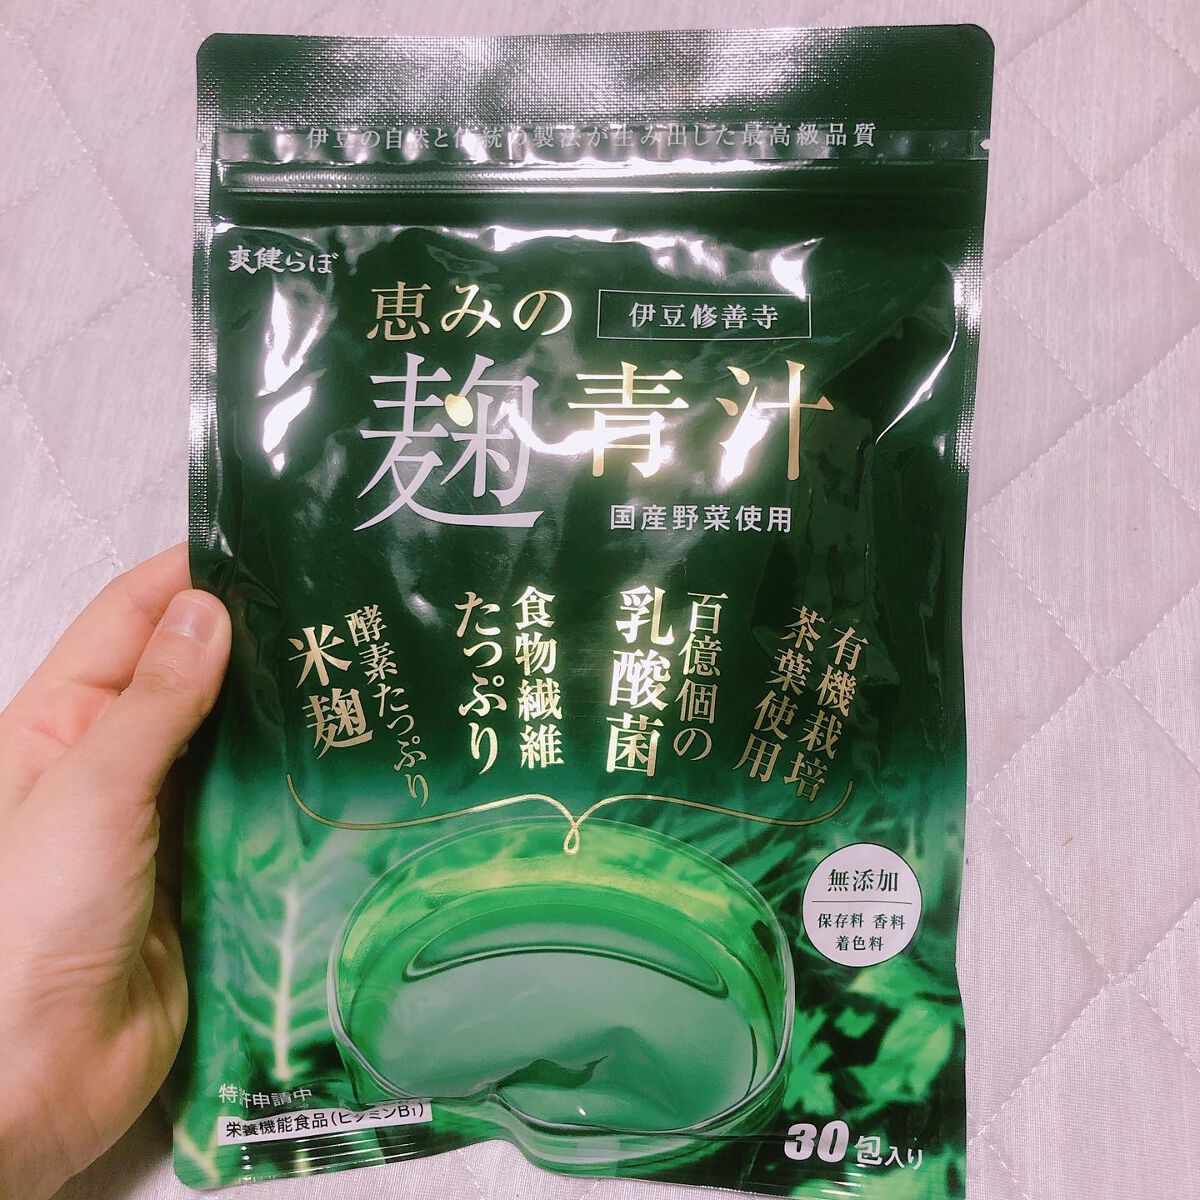 伊豆の自然と伝統の製法が生み出した最高級品質
爽健らぼ
恵みの
伊豆修善寺
麹青汁
国産野菜使用
有機栽培
茶葉使用
百億個の
乳酸菌
食物繊維
たっぷり
酵素たっぷり
米麹
無添加
保存料 香料
着色料
特許申請中
栄養機能食品(ビタミンB1)
30包入り